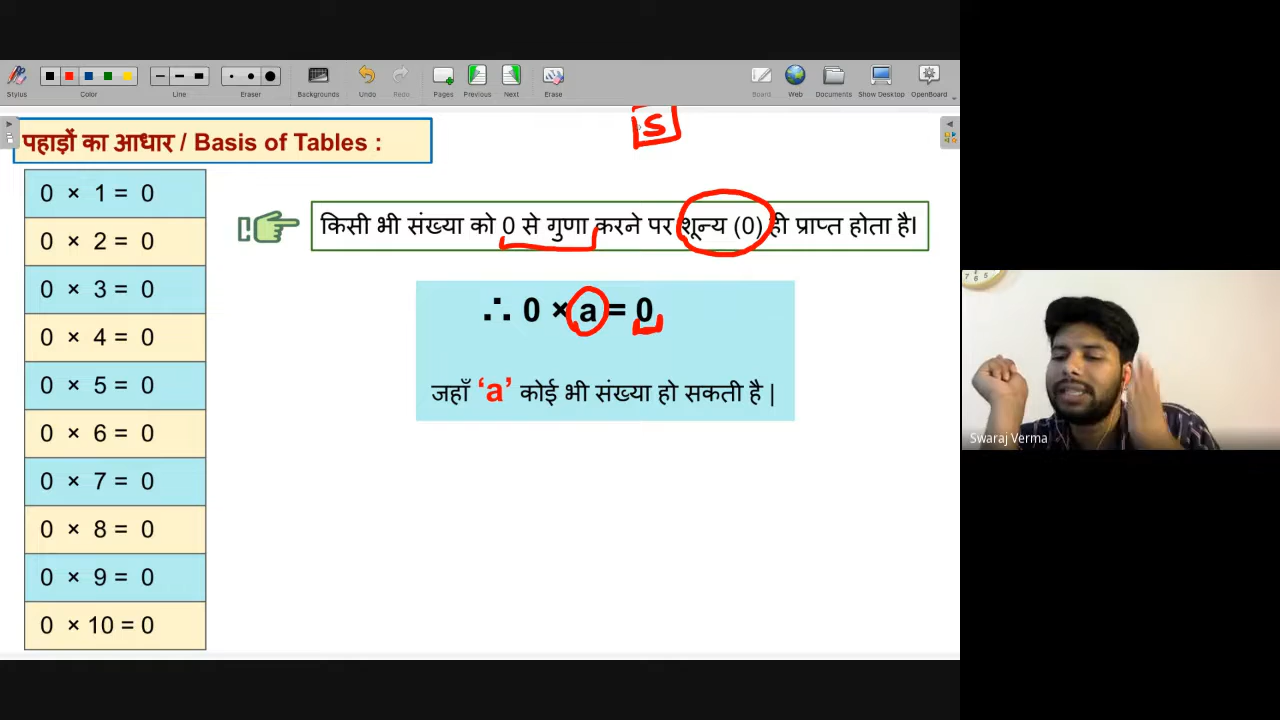 Stylus
Color
Line
Eraser
Backgrounds
Undo
Redo
Pages
Previous
Next
Erase
Board
Web
Documents
Show Desktop
OpenBoard
S
पहाड़ों का आधार / Basis of Tables :
0 × 1 = 0
0 × 2 = 0
0 × 3 = 0
0 × 4 = 0
0 × 5 = 0
0 × 6 = 0
0 × 7 = 0
0 × 8 = 0
0 × 9 = 0
0 × 10 = 0
किसी भी संख्या को 0 से गुणा करने पर शून्य (0) ही प्राप्त होता है।
∴ 0 × a = 0
जहाँ ‘a’ कोई भी संख्या हो सकती है |
7 6 5
Swaraj Verma